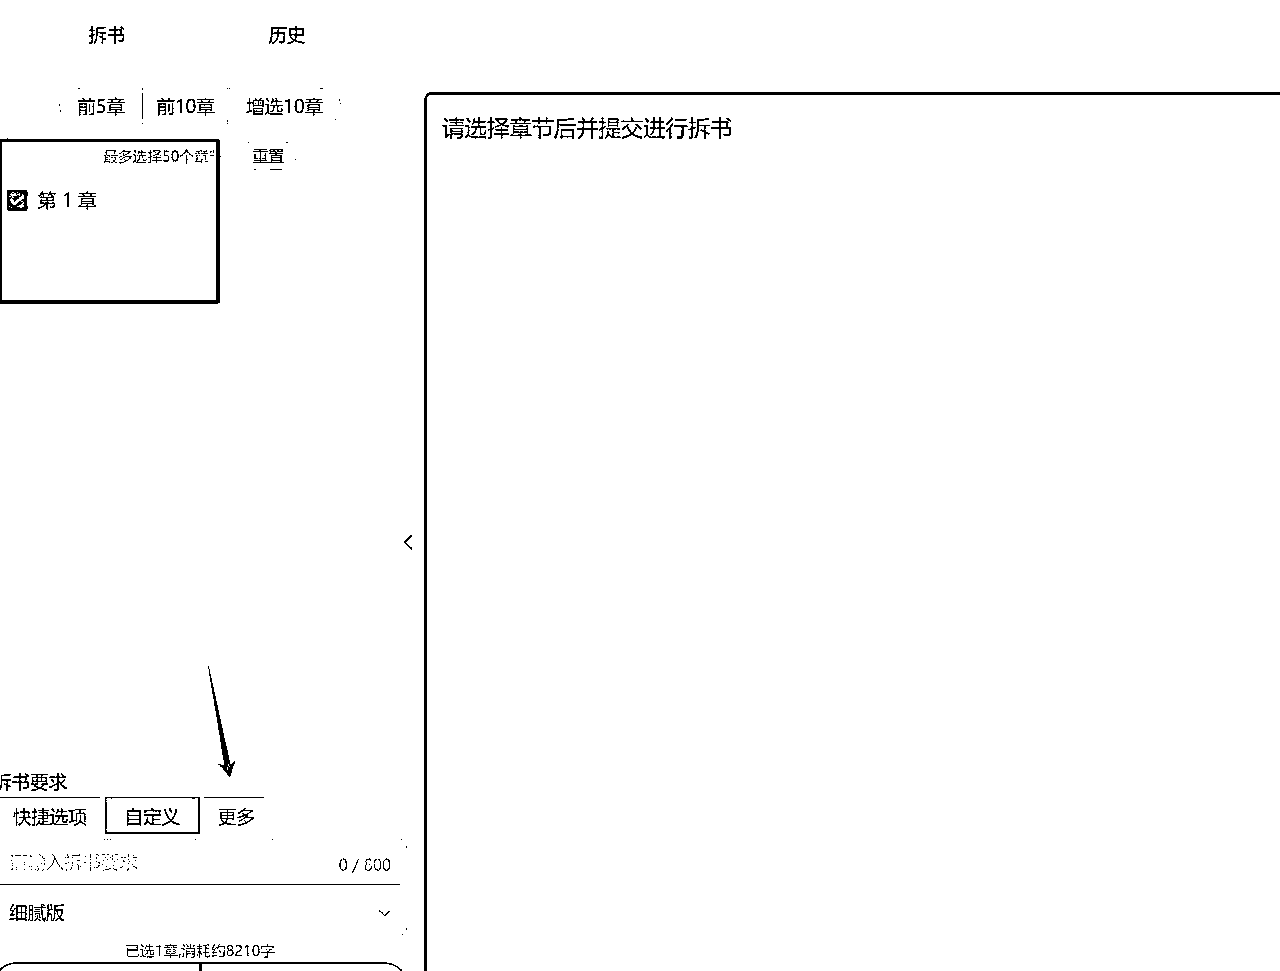 拆书 历史
前5章 前10章 增选10章
最多选择50个章 重置
第 1 章
请选择章节后并提交进行拆书
拆书要求
快捷选项 自定义 更多
请输入拆书要求 0 / 800
细腻版
已选1章,消耗约8210字